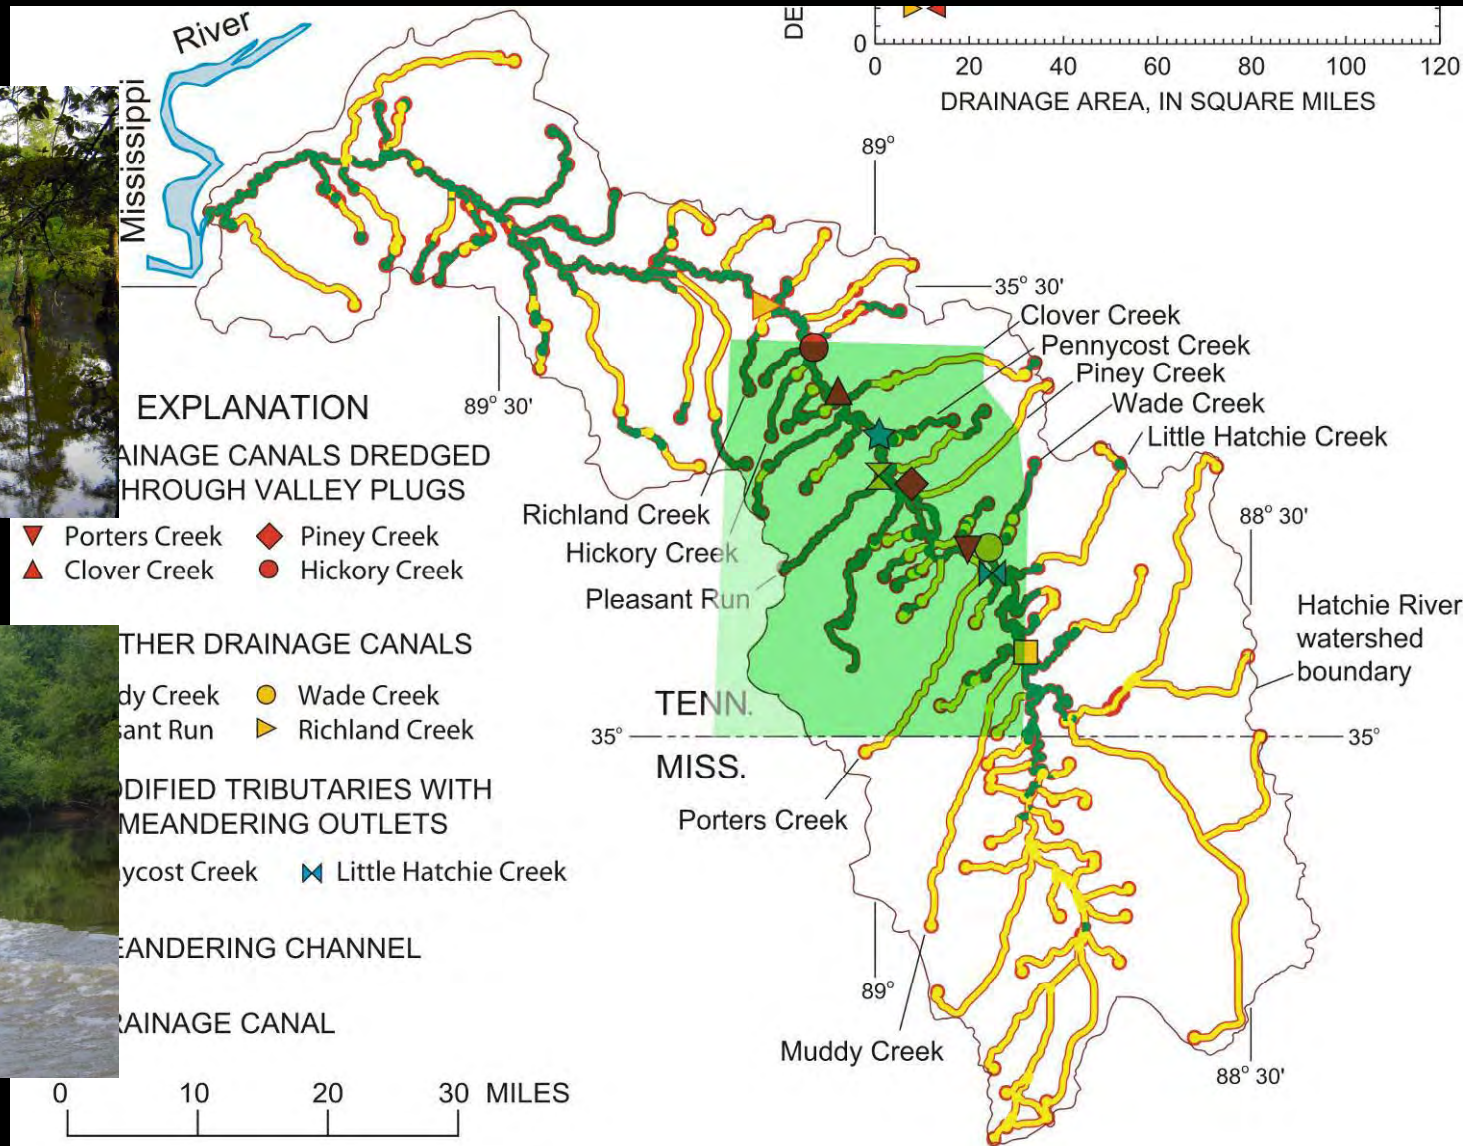 River
Mississippi
DE
0
0 20 40 60 80 100 120
DRAINAGE AREA, IN SQUARE MILES
89°
35° 30'
Clover Creek
Pennycost Creek
Piney Creek
Wade Creek
Little Hatchie Creek
89° 30'
EXPLANATION
AINAGE CANALS DREDGED
THROUGH VALLEY PLUGS
Porters Creek Piney Creek
Clover Creek Hickory Creek
Richland Creek
Hickory Creek
Pleasant Run
88° 30'
Hatchie River
watershed
boundary
THER DRAINAGE CANALS
dy Creek Wade Creek
sant Run Richland Creek
TENN.
35° 35°
MISS.
ODIFIED TRIBUTARIES WITH
MEANDERING OUTLETS
Porters Creek
ycost Creek Little Hatchie Creek
EANDERING CHANNEL
89°
RAINAGE CANAL
Muddy Creek
88° 30'
0 10 20 30 MILES